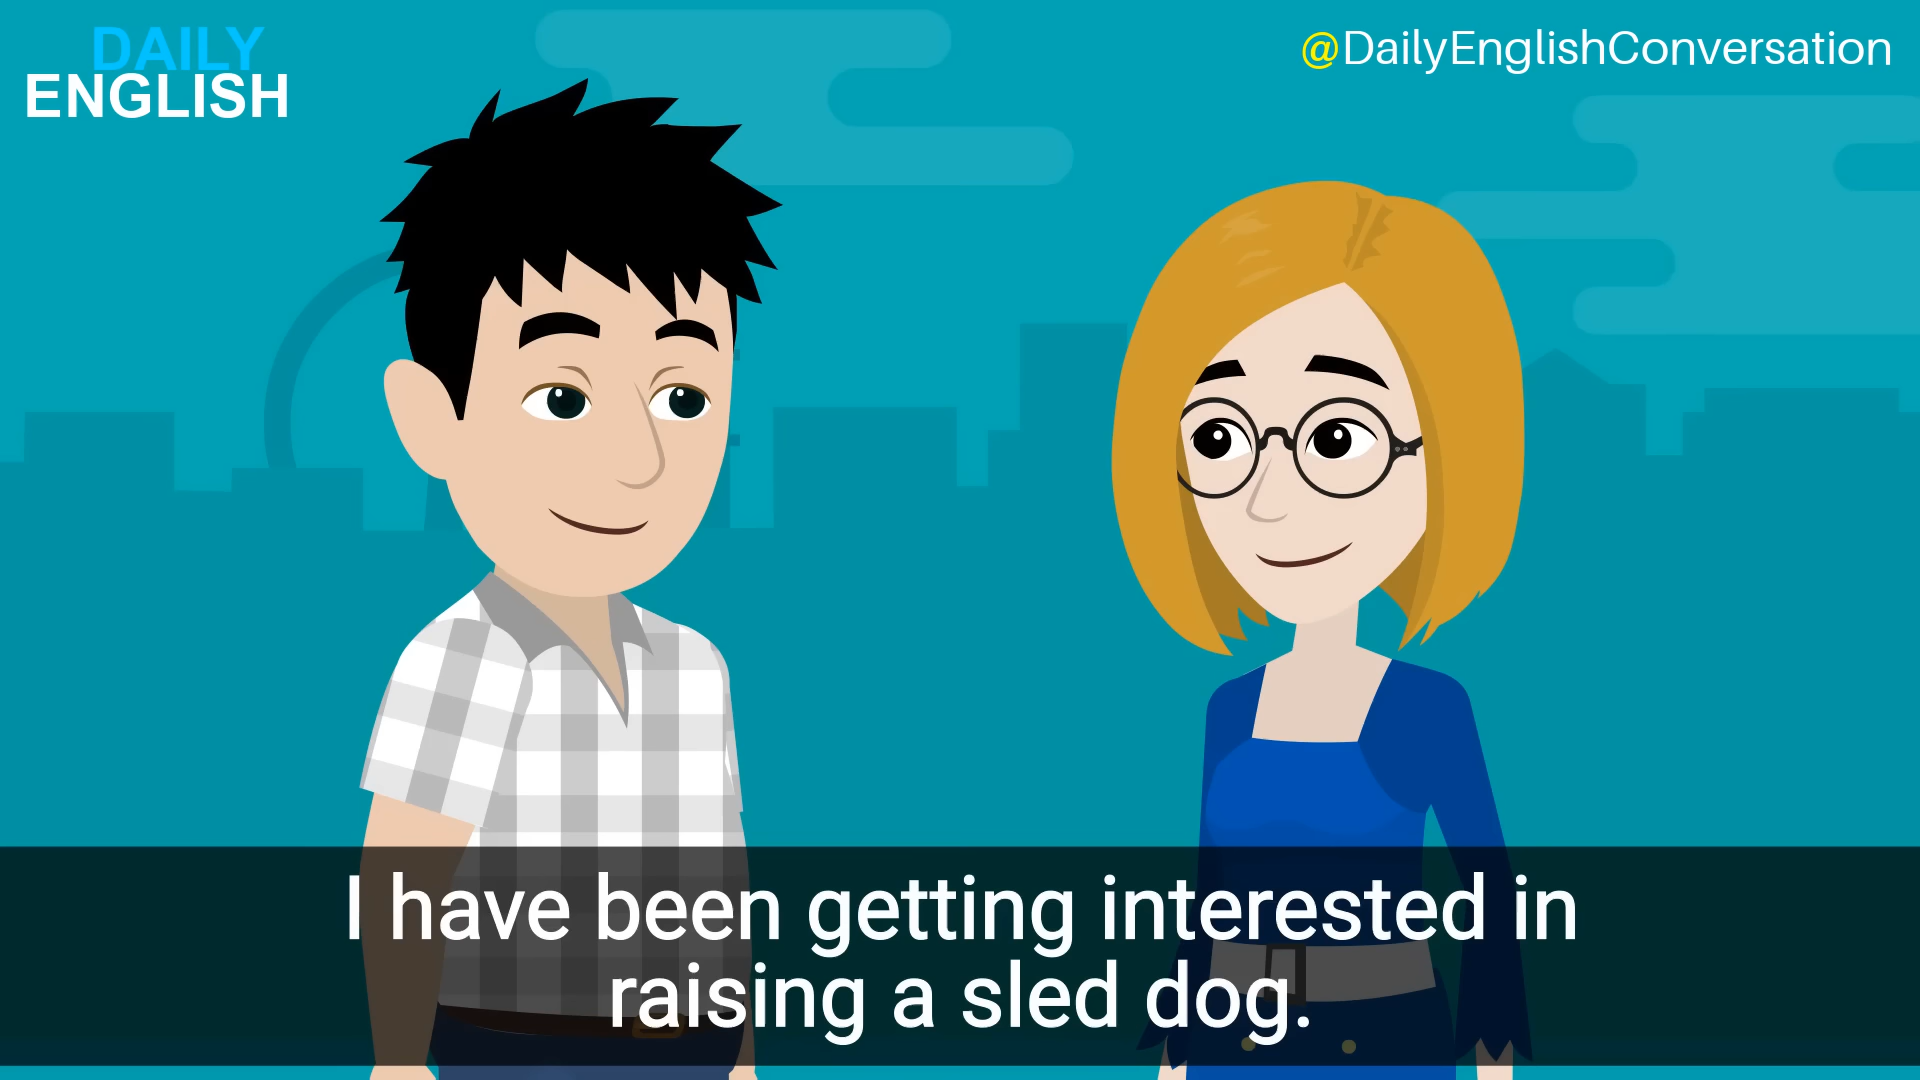 DAILY
ENGLISH
@DailyEnglishConversation
I have been getting interested in
raising a sled dog.